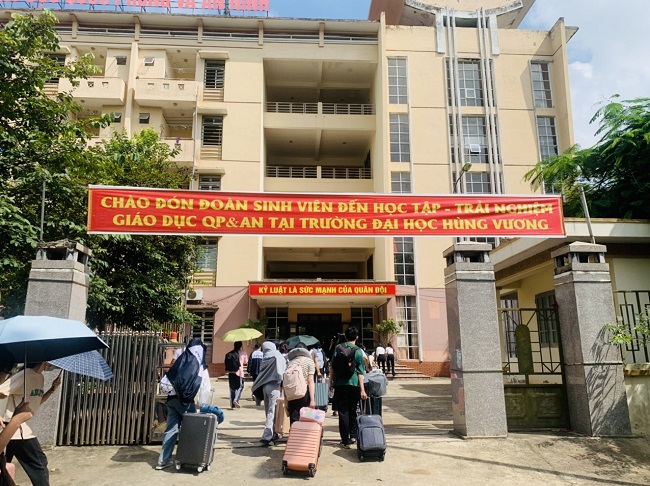 CHÀO ĐÓN ĐOÀN SINH VIÊN ĐẾN HỌC TẬP - TRẢI NGHIỆM
GIÁO DỤC QP&AN TẠI TRƯỜNG ĐẠI HỌC HÙNG VƯƠNG
KỶ LUẬT LÀ SỨC MẠNH CỦA QUÂN ĐỘI